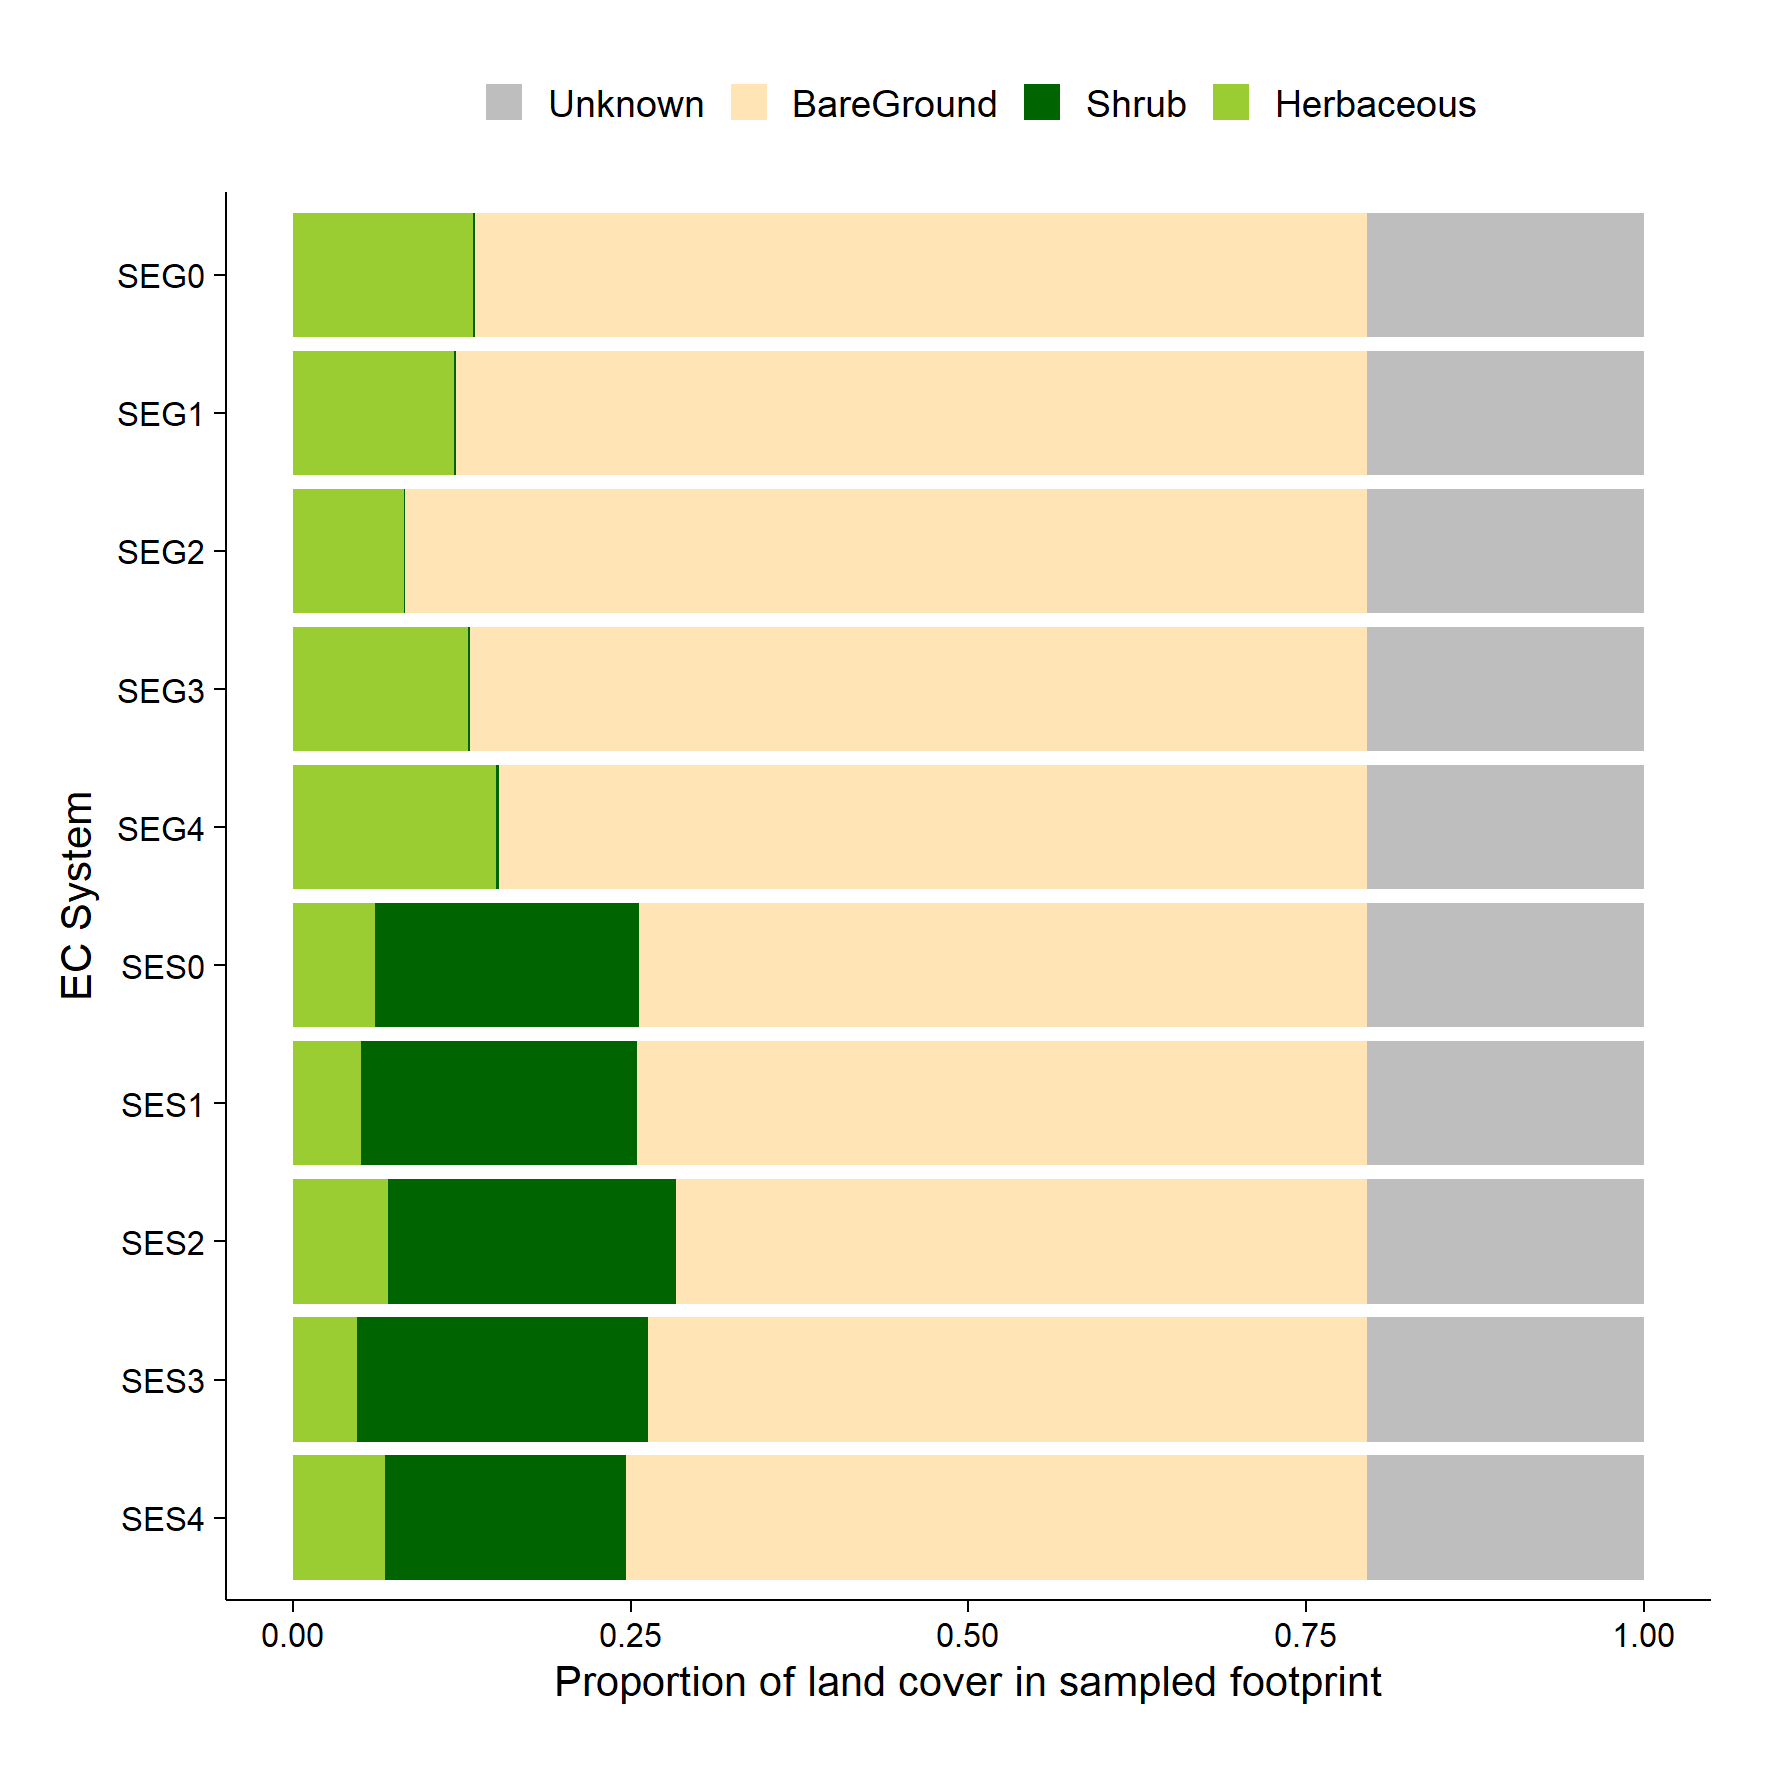 Unknown BareGround Shrub Herbaceous
SEG0
SEG1
SEG2
SEG3
SEG4
SES0
SES1
SES2
SES3
SES4
EC System
0.00 0.25 0.50 0.75 1.00
Proportion of land cover in sampled footprint